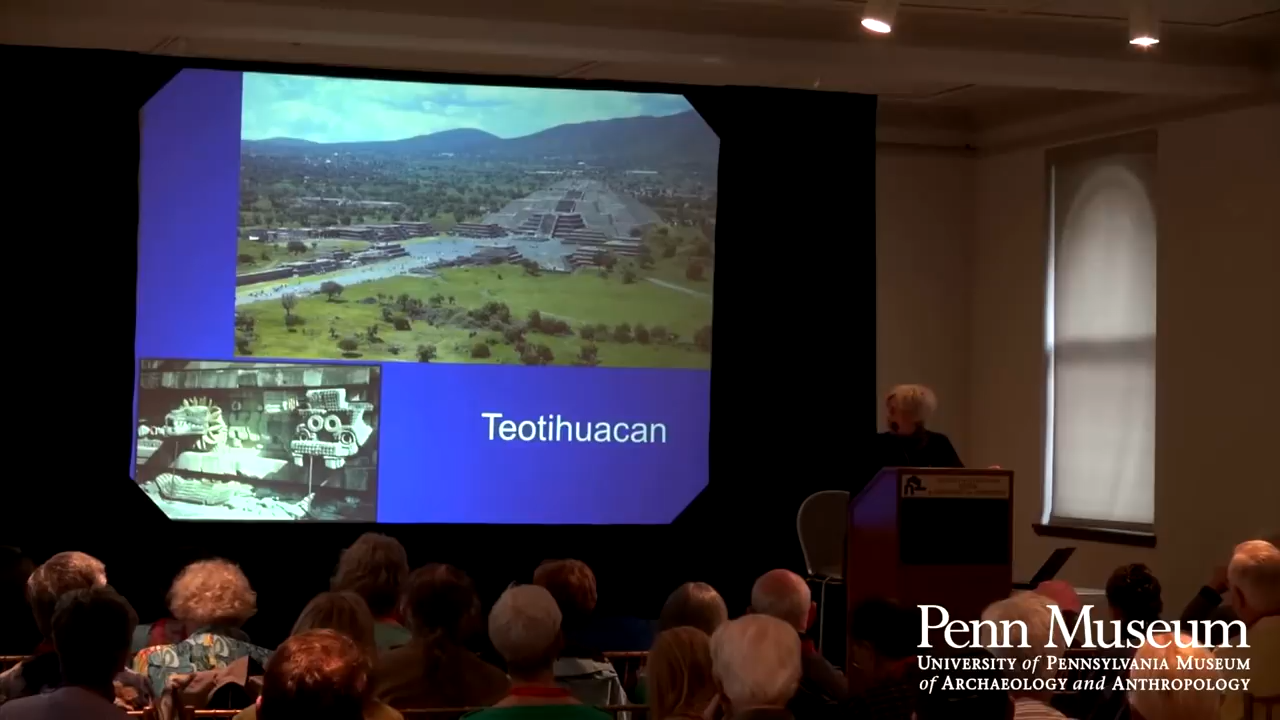 Teotihuacan
Penn Museum
University of Pennsylvania Museum
of Archaeology and Anthropology